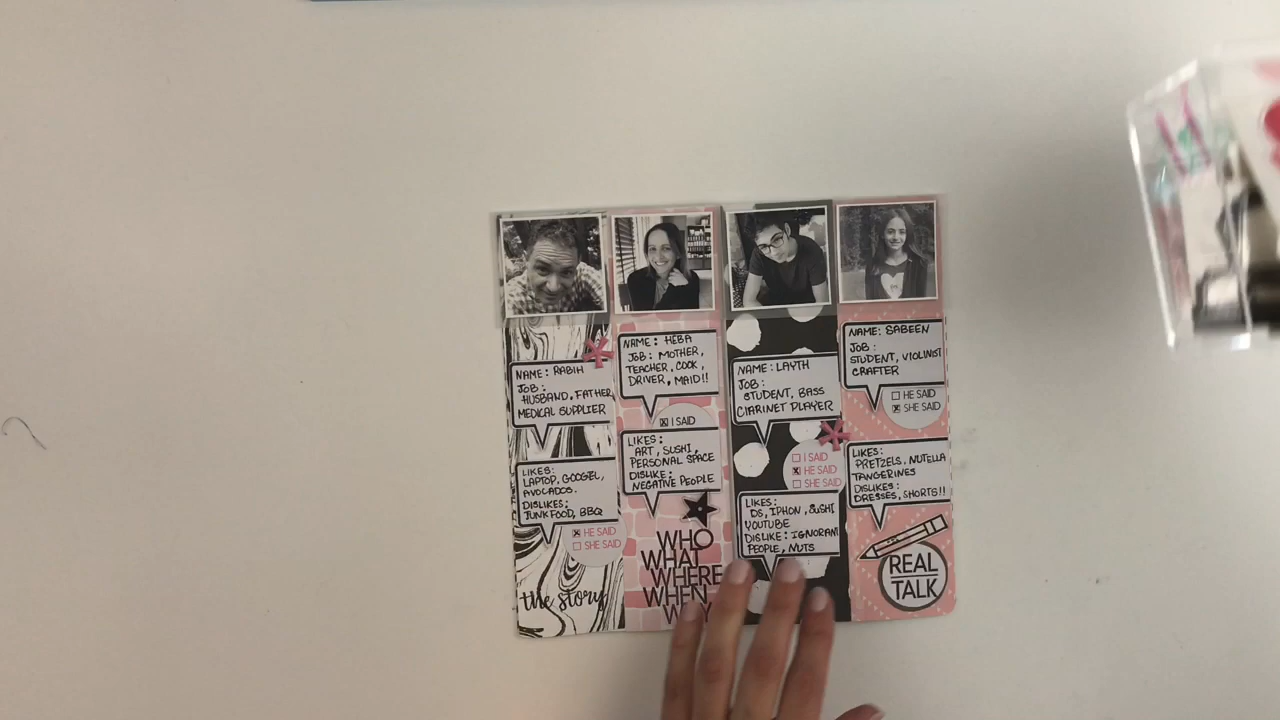 NAME: RABIH
JOB:
HUSBAND, FATHER
MEDICAL SUPPLIER
LIKES:
LAPTOP, GOOGEL,
AVOCADOS.
DISLIKES:
JUNK FOOD, BBQ
HE SAID
SHE SAID
the story
NAME: HEBA
JOB: MOTHER,
TEACHER, COOK,
DRIVER, MAID!!
I SAID
LIKES:
ART, SUSHI,
PERSONAL SPACE
DISLIKE:
NEGATIVE PEOPLE
WHO
WHAT
WHERE
WHEN
WHY
NAME: LAYTH
JOB:
STUDENT, BASS
CLARINET PLAYER
I SAID
HE SAID
SHE SAID
LIKES:
DS, IPHON, SUSHI
YOUTUBE
DISLIKE: IGNORANT
PEOPLE, NUTS
NAME: SABEEN
JOB:
STUDENT, VIOLINIST
CRAFTER
HE SAID
SHE SAID
LIKES:
PRETZELS, NUTELLA
TANGERINES
DISLIKES:
DRESSES, SHORTS!!
REAL
TALK